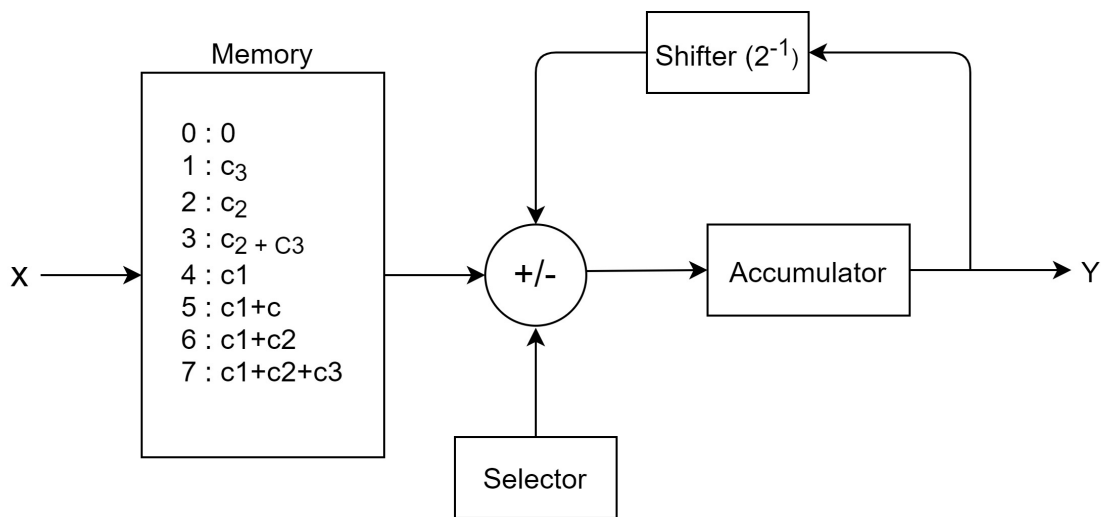 Memory
0 : 0
1 : c3
2 : c2
3 : c2 + C3
4 : c1
5 : c1+c
6 : c1+c2
7 : c1+c2+c3
x
Shifter (2-1)
+/-
Accumulator
Y
Selector